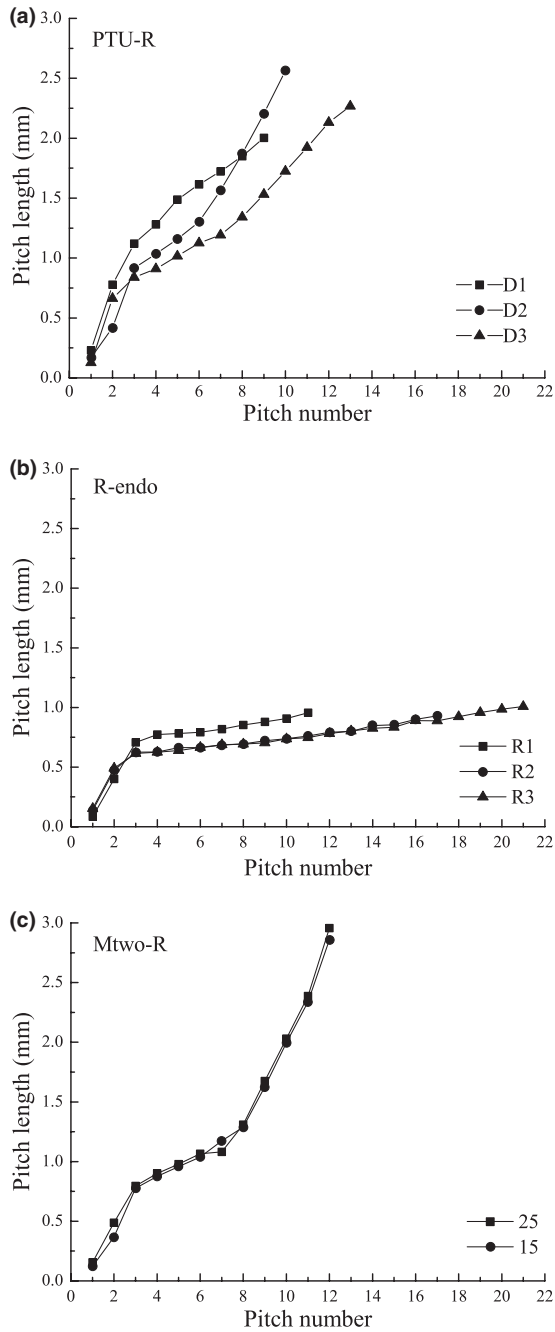 (a)
PTU-R
3.0
2.5
2.0
1.5
1.0
0.5
0.0
Pitch length (mm)
D1
D2
D3
0 2 4 6 8 10 12 14 16 18 20 22
Pitch number
(b)
R-endo
3.0
2.5
2.0
1.5
1.0
0.5
0.0
Pitch length (mm)
R1
R2
R3
0 2 4 6 8 10 12 14 16 18 20 22
Pitch number
(c)
Mtwo-R
3.0
2.5
2.0
1.5
1.0
0.5
0.0
Pitch length (mm)
25
15
0 2 4 6 8 10 12 14 16 18 20 22
Pitch number